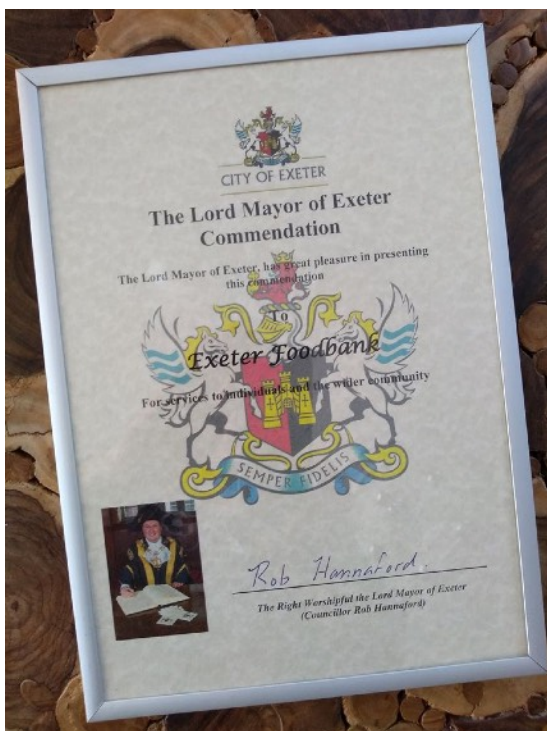 CITY OF EXETER
The Lord Mayor of Exeter
Commendation
The Lord Mayor of Exeter, has great pleasure in presenting
this commendation
To
Exeter Foodbank
For services to individuals and the wider community
SEMPER FIDELIS
Rob Hannaford
The Right Worshipful the Lord Mayor of Exeter
(Councillor Rob Hannaford)